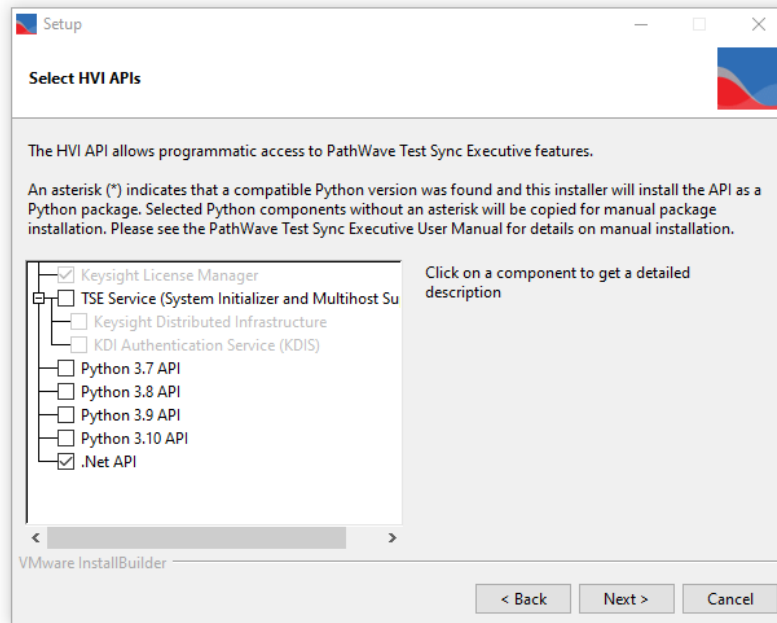 Setup
Select HVI APIs
The HVI API allows programmatic access to PathWave Test Sync Executive features.
An asterisk (*) indicates that a compatible Python version was found and this installer will install the API as a
Python package. Selected Python components without an asterisk will be copied for manual package
installation. Please see the PathWave Test Sync Executive User Manual for details on manual installation.
Keysight License Manager
TSE Service (System Initializer and Multihost Su
Keysight Distributed Infrastructure
KDI Authentication Service (KDIS)
Python 3.7 API
Python 3.8 API
Python 3.9 API
Python 3.10 API
.Net API
Click on a component to get a detailed
description
VMware InstallBuilder
< Back
Next >
Cancel